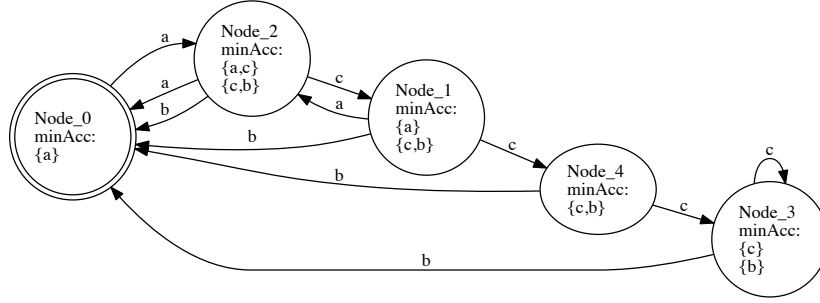 Node_0
minAcc:
{a}
a
a
b
Node_2
minAcc:
{a,c}
{c,b}
c
a
b
Node_1
minAcc:
{a}
{c,b}
c
b
Node_4
minAcc:
{c,b}
c
b
c
Node_3
minAcc:
{c}
{b}